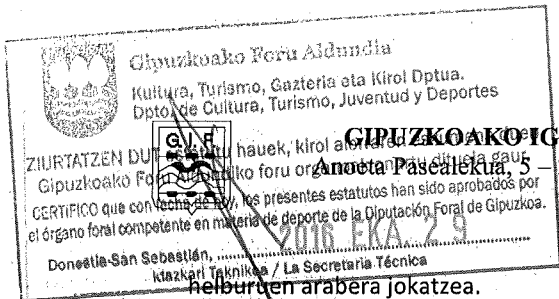 Gipuzkoako Foru Aldundia
Kultura, Turismo, Gazteria eta Kirol Dptua.
Dpto. de Cultura, Turismo, Juventud y Deportes
G I F
GIPUZKOAKO IG
ZIURTATZEN DUT hauek, kirol
Anoeta Pasealekua, 5 –
Gipuzkoako foru dituela gaur
CERTIFICO que con fecha de hoy, los presentes estatutos han sido aprobados por
el órgano foral competente en materia de deporte de la Diputación Foral de Gipuzkoa.
2016 EKA. 29
Donostia-San Sebastián,
Idazkari Teknikoa / La Secretaria Técnica
helburuen arabera jokatzea.